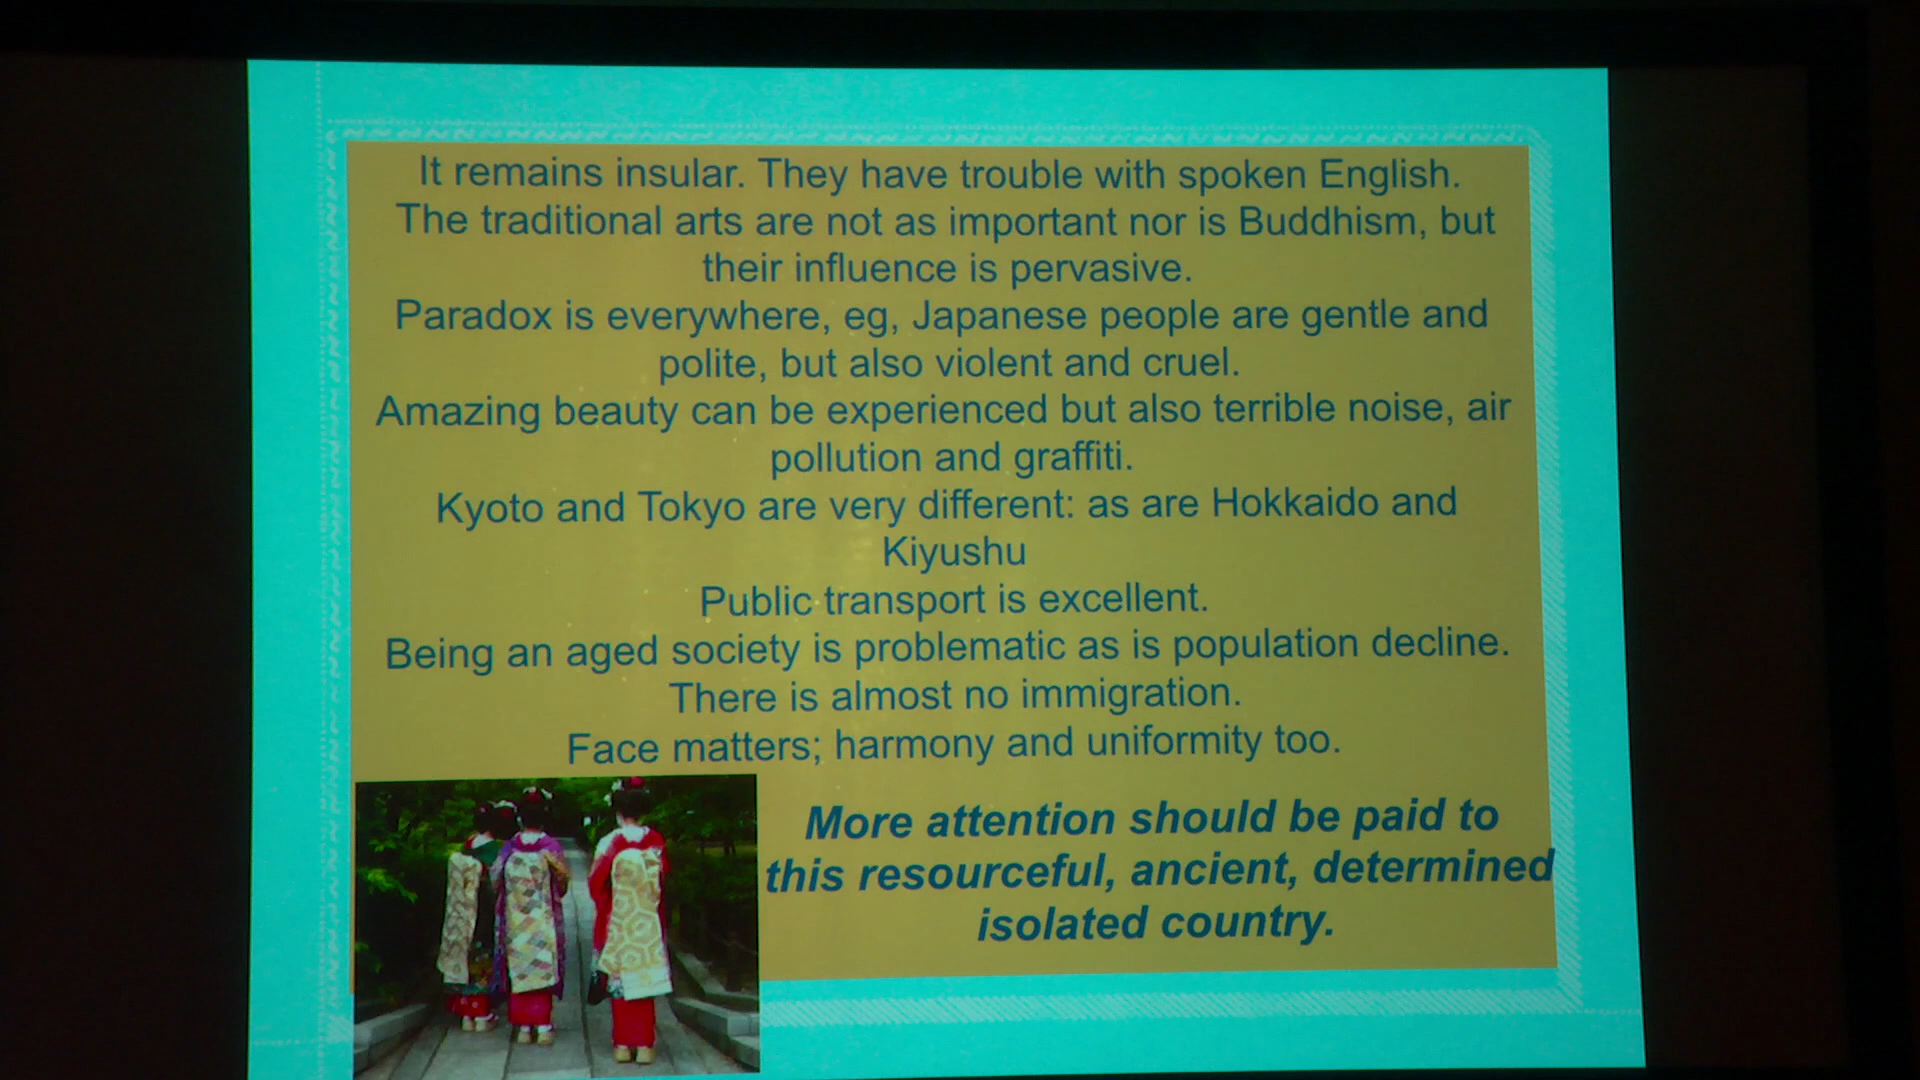 It remains insular. They have trouble with spoken English.
The traditional arts are not as important nor is Buddhism, but
their influence is pervasive.
Paradox is everywhere, eg, Japanese people are gentle and
polite, but also violent and cruel.
Amazing beauty can be experienced but also terrible noise, air
pollution and graffiti.
Kyoto and Tokyo are very different: as are Hokkaido and
Kiyushu
Public transport is excellent.
Being an aged society is problematic as is population decline.
There is almost no immigration.
Face matters; harmony and uniformity too.
More attention should be paid to
this resourceful, ancient, determined
isolated country.